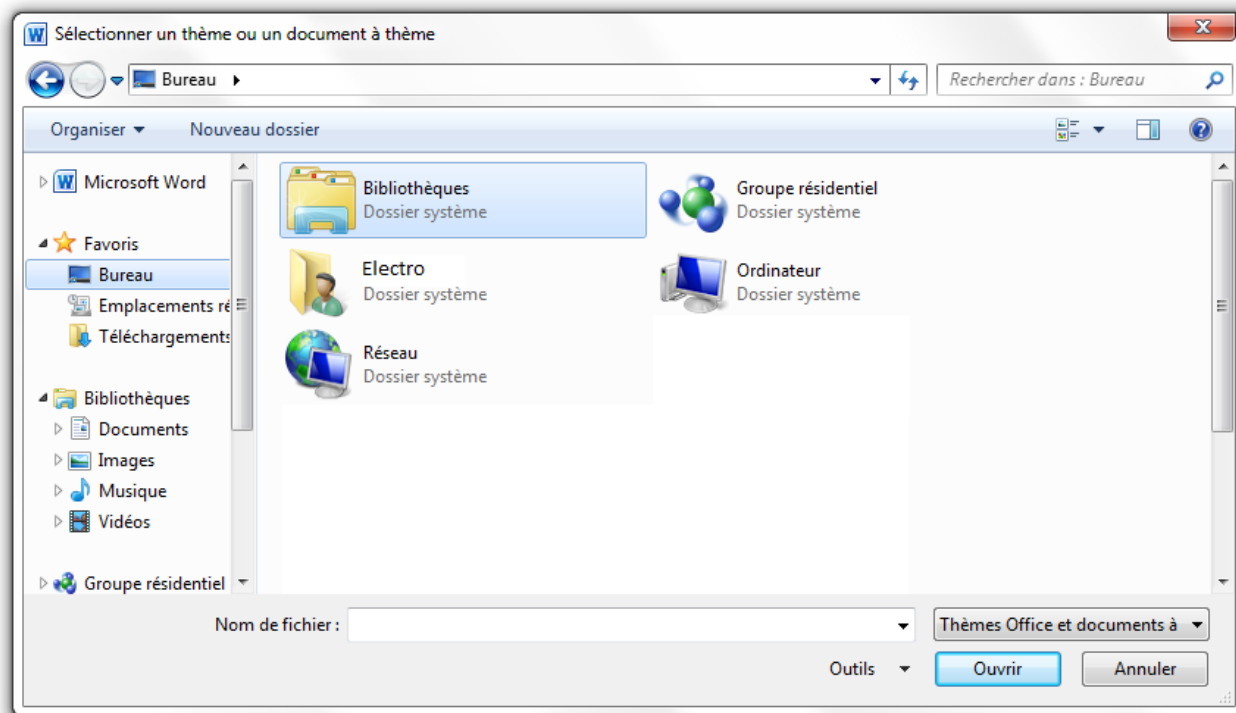 Sélectionner un thème ou un document à thème
Bureau
Rechercher dans : Bureau
Organiser
Nouveau dossier
Microsoft Word
Favoris
Bureau
Emplacements ré
Téléchargements
Bibliothèques
Documents
Images
Musique
Vidéos
Groupe résidentiel
Bibliothèques
Dossier système
Groupe résidentiel
Dossier système
Electro
Dossier système
Ordinateur
Dossier système
Réseau
Dossier système
Nom de fichier :
Thèmes Office et documents à
Outils
Ouvrir
Annuler